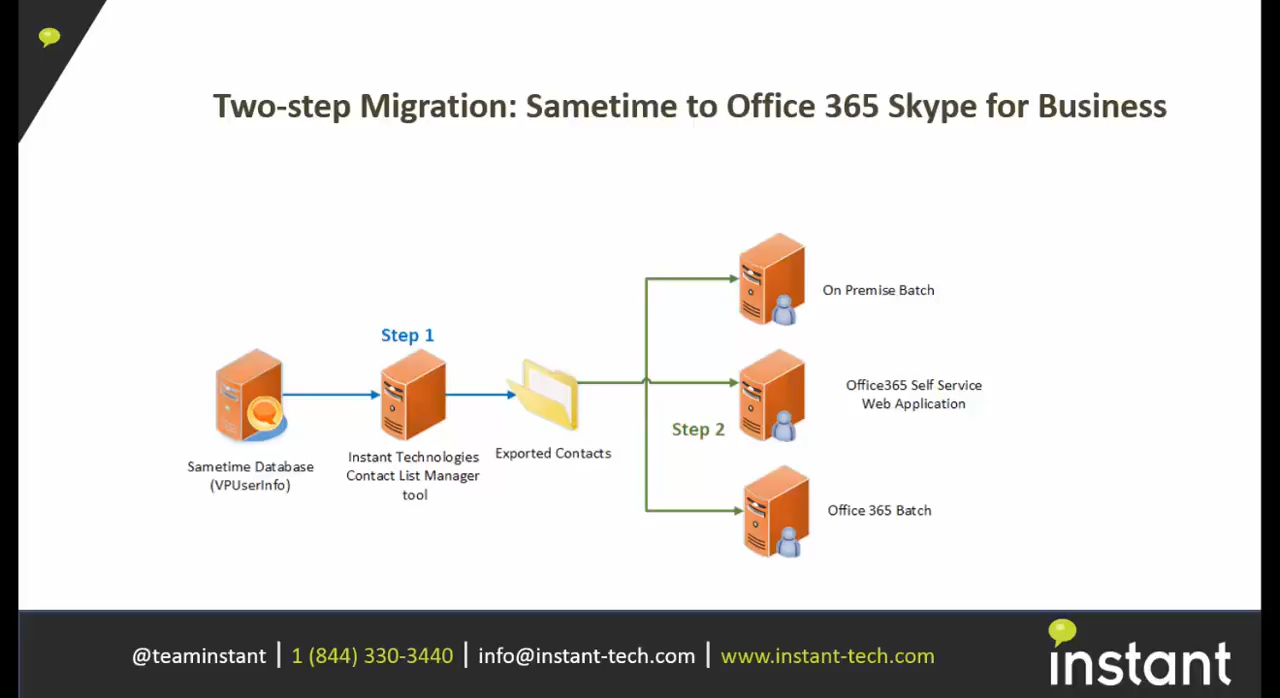 Two-step Migration: Sametime to Office 365 Skype for Business
On Premise Batch
Step 1
Office365 Self Service
Web Application
Step 2
Sametime Database
(VPUserInfo)
Instant Technologies
Contact List Manager
tool
Exported Contacts
Office 365 Batch
@teaminstant | 1 (844) 330-3440 | info@instant-tech.com | www.instant-tech.com
instant